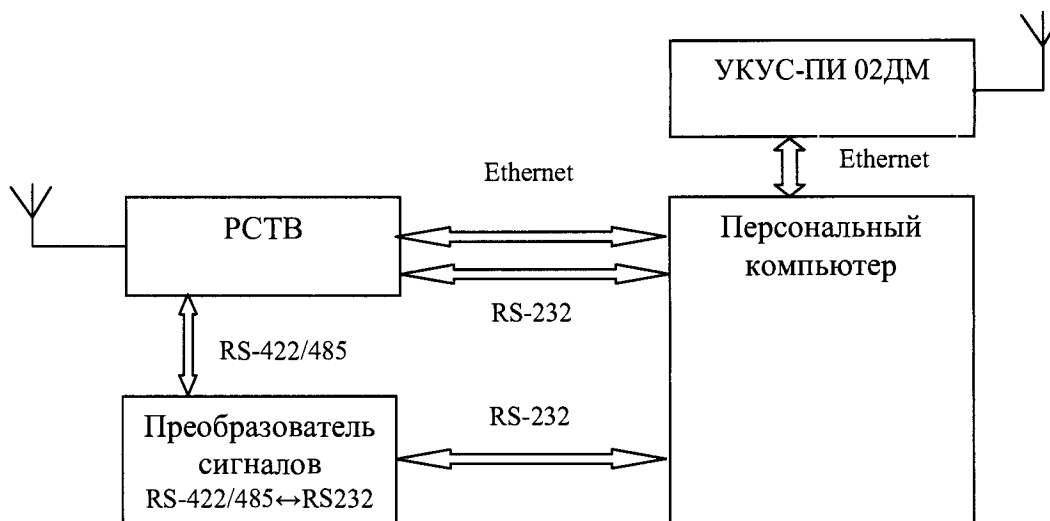 УКУС-ПИ 02ДМ
Ethernet
Ethernet
РСТВ
Персональный
компьютер
RS-232
RS-422/485
Преобразователь
сигналов
RS-422/485↔RS232
RS-232